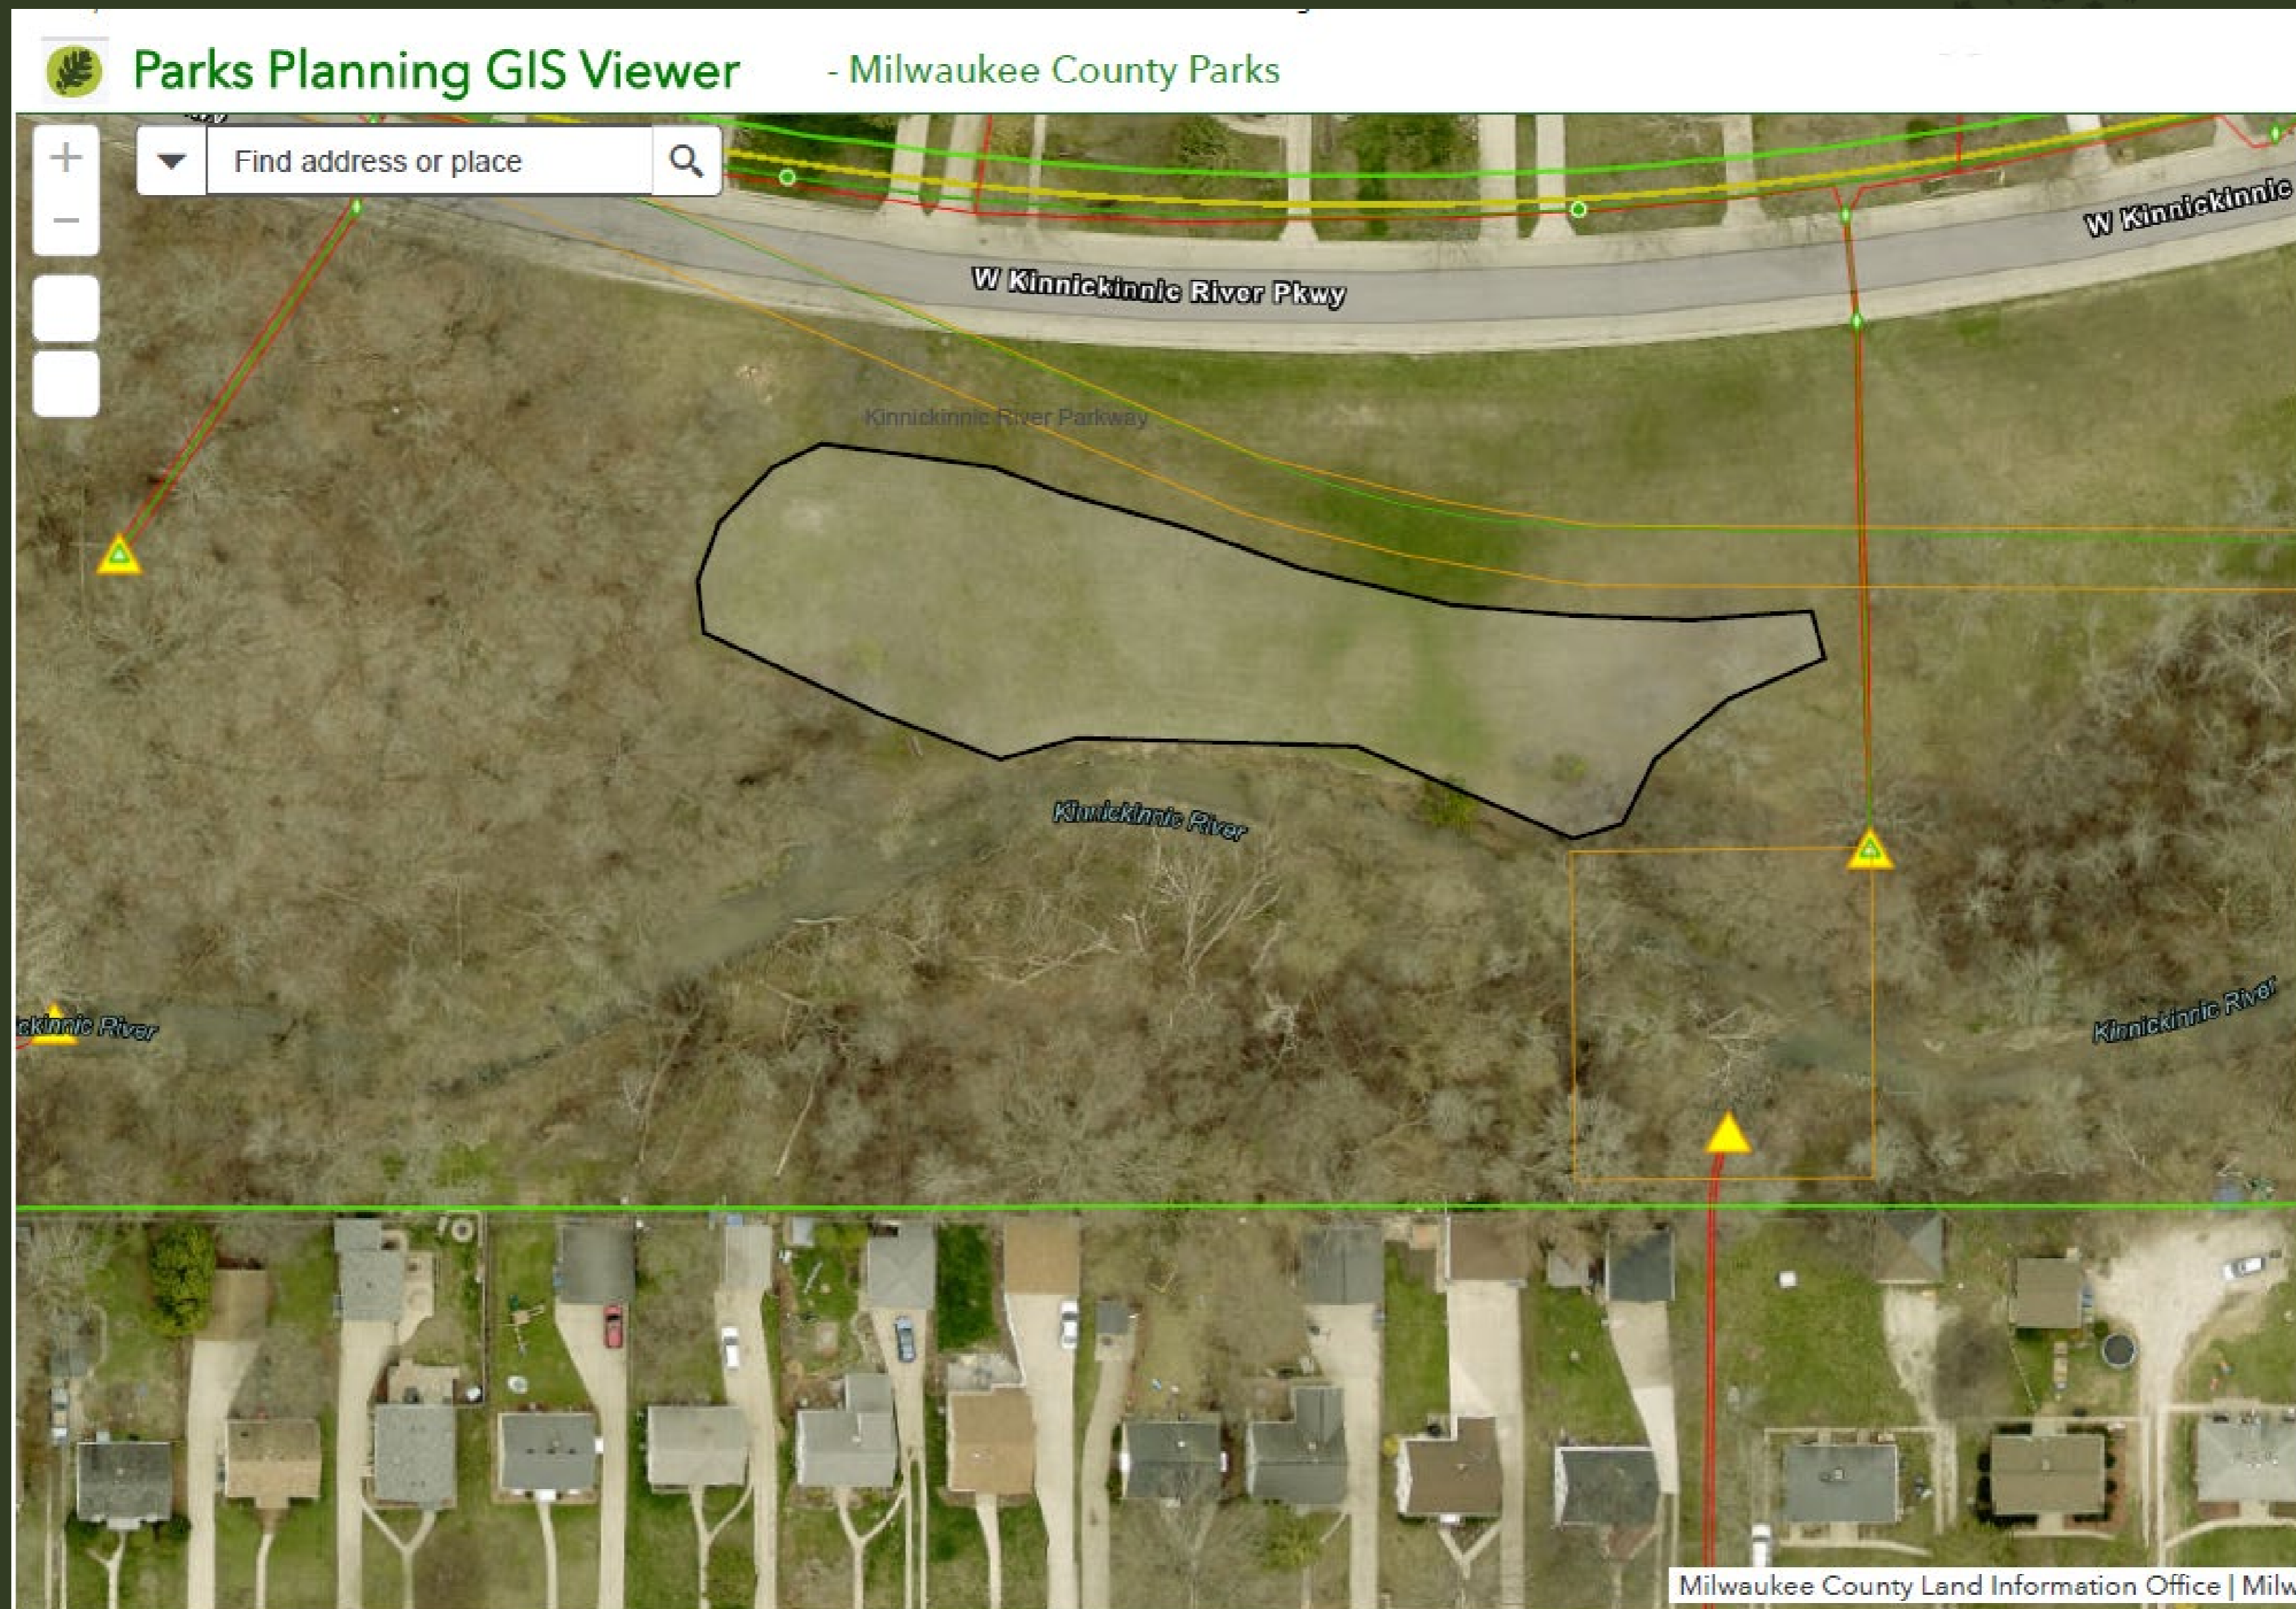 Parks Planning GIS Viewer - Milwaukee County Parks
Find address or place
W Kinnickinnic
W Kinnickinnic River Pkwy
Kinnickinnic River Parkway
Kinnickinnic River
Kinnickinnic River
ckinnic River
Milwaukee County Land Information Office | Milw